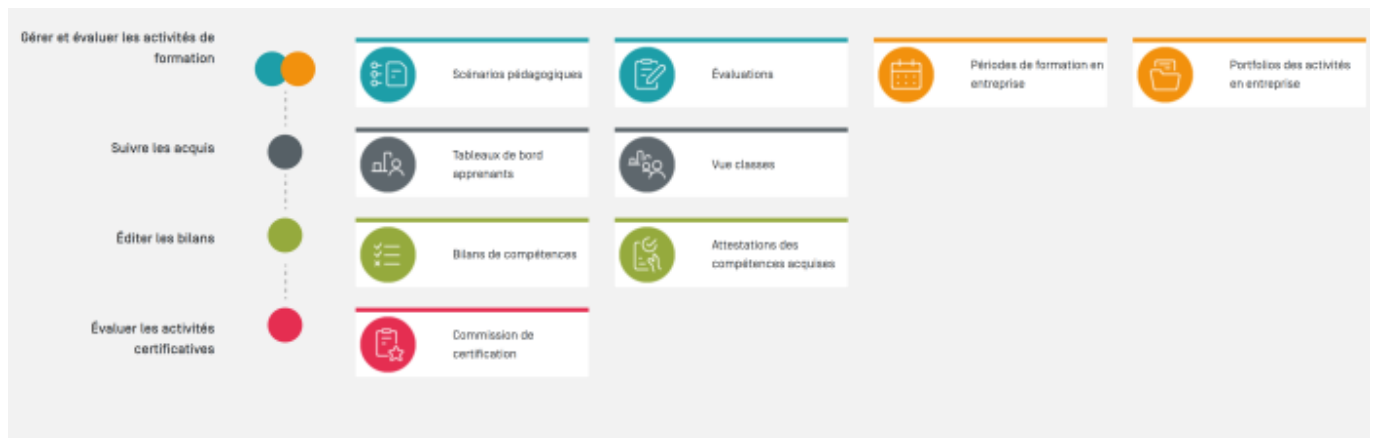 Gérer et évaluer les activités de
formation
Scénarios pédagogiques
Évaluations
Périodes de formation en
entreprise
Portfolios des activités
en entreprise
Suivre les acquis
Tableaux de bord
apprenants
Vue classes
Éditer les bilans
Bilans de compétences
Attestations des
compétences acquises
Évaluer les activités
certificatives
Commission de
certification